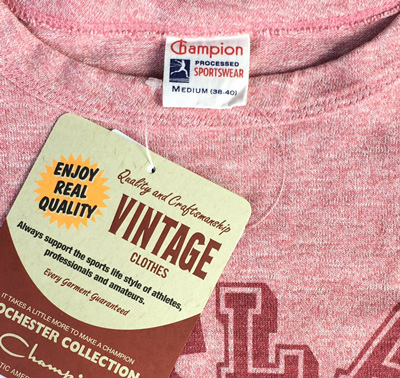 Champion
PROCESSED
SPORTSWEAR
MEDIUM (38-40)
ENJOY
REAL
QUALITY
Quality and Craftsmanship
VINTAGE
CLOTHES
Always support the sports life style of athletes,
professionals and amateurs.
Every Garment Guaranteed
IT TAKES A LITTLE MORE TO MAKE A CHAMPION
OCHESTER COLLECTION
Champion